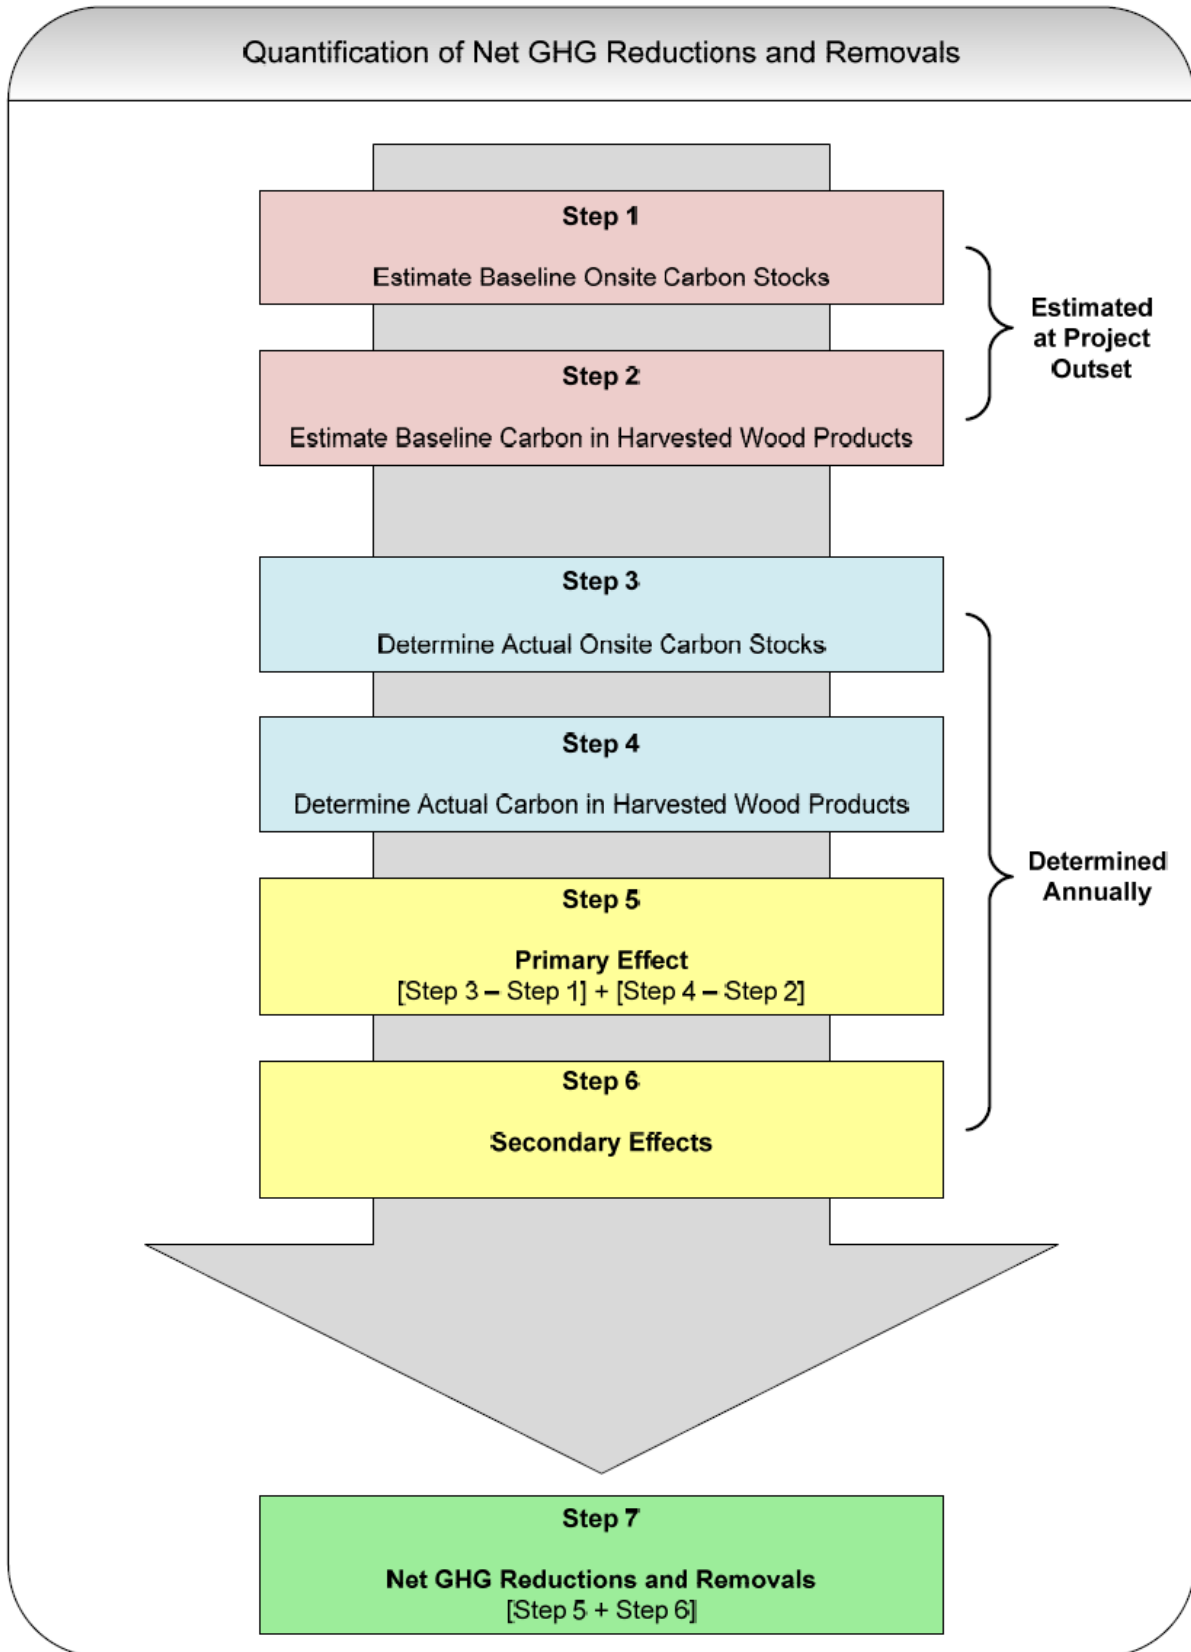 Quantification of Net GHG Reductions and Removals
Step 1
Estimate Baseline Onsite Carbon Stocks
Step 2
Estimate Baseline Carbon in Harvested Wood Products
Estimated
at Project
Outset
Step 3
Determine Actual Onsite Carbon Stocks
Step 4
Determine Actual Carbon in Harvested Wood Products
Step 5
Primary Effect
[Step 3 – Step 1] + [Step 4 – Step 2]
Step 6
Secondary Effects
Determined
Annually
Step 7
Net GHG Reductions and Removals
[Step 5 + Step 6]